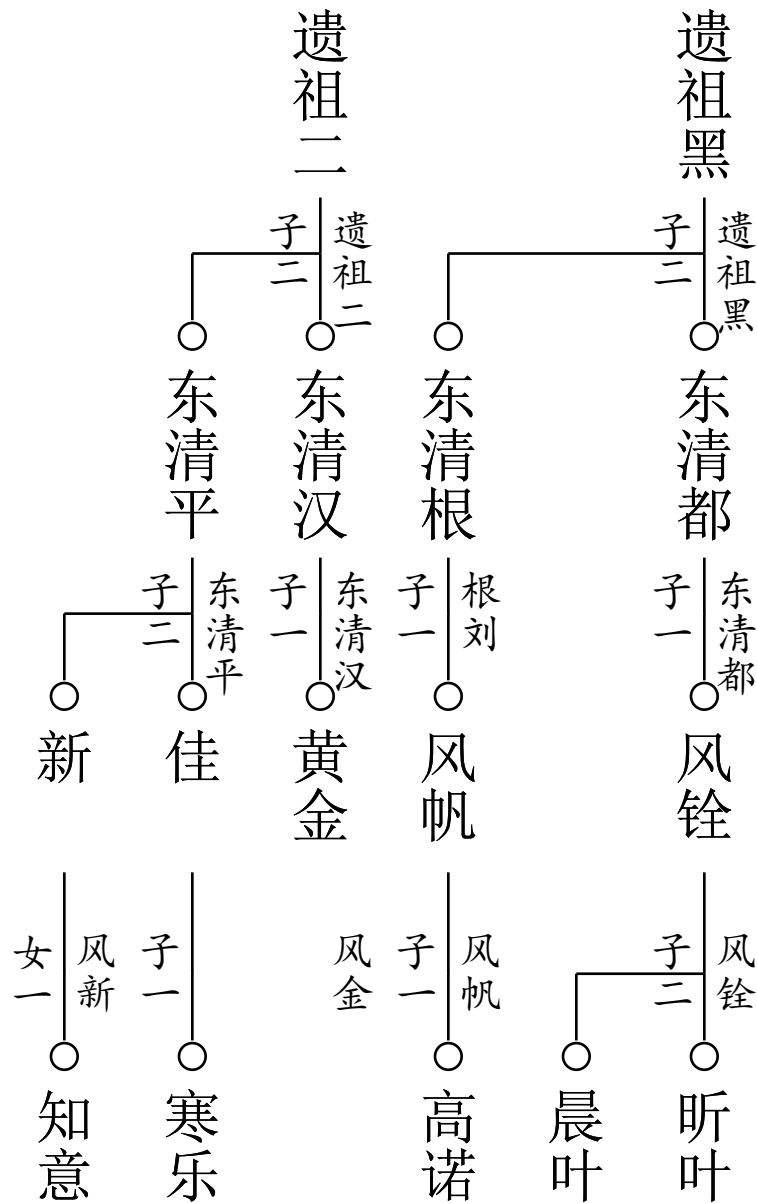 遗祖黑
遗祖二
遗祖黑
子二
遗祖二
子二
东清都
东清根
东清汉
东清平
东清都
子一
根刘
子一
东清汉
子一
东清平
子二
风铨
风帆
黄金
佳
新
风铨
子二
风帆
子一
风金
子一
风新
女一
昕叶
晨叶
高诺
寒乐
知意